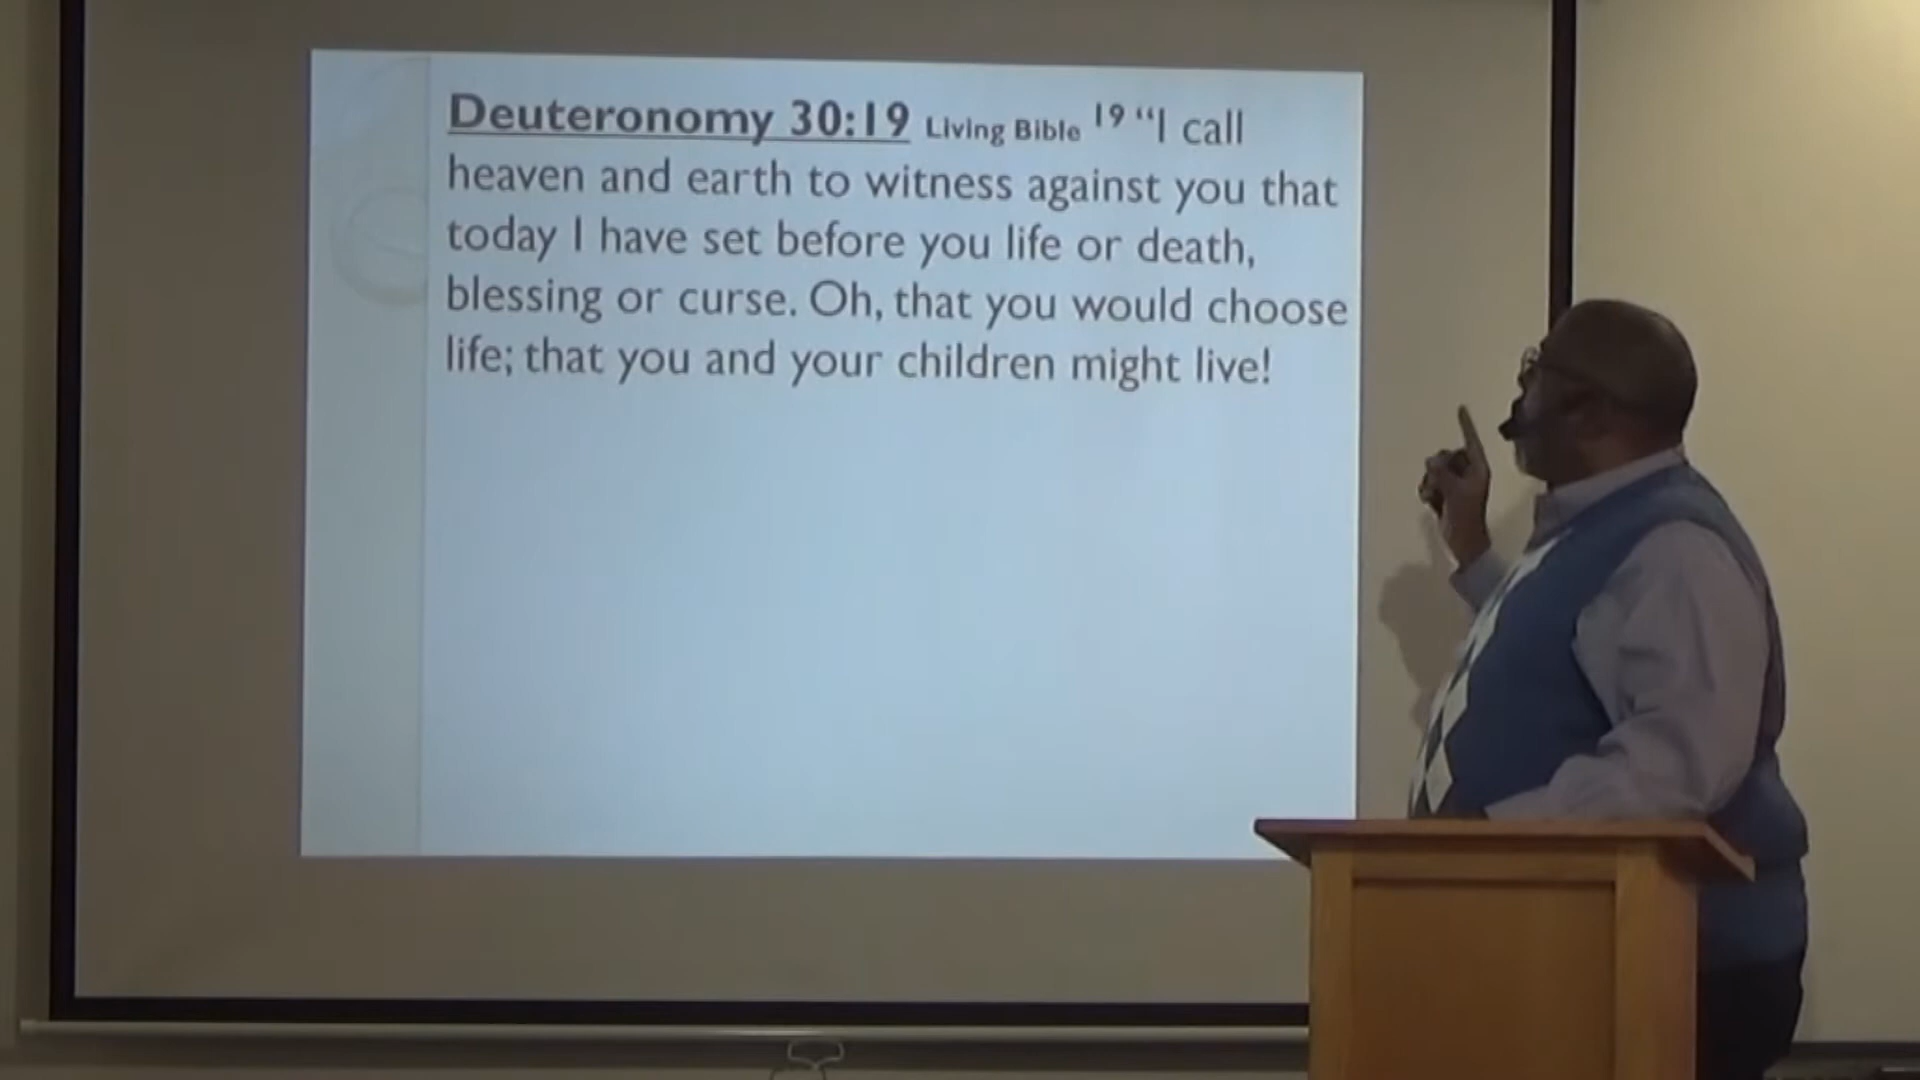 Deuteronomy 30:19 Living Bible 19 “I call
heaven and earth to witness against you that
today I have set before you life or death,
blessing or curse. Oh, that you would choose
life; that you and your children might live!